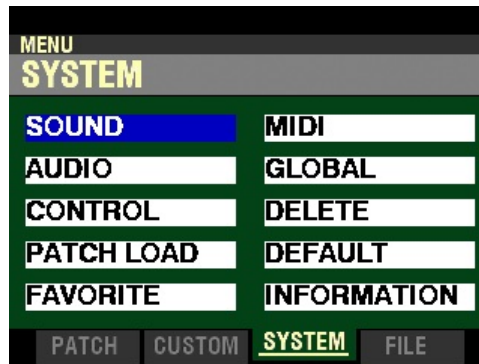 MENU
SYSTEM
SOUND
MIDI
AUDIO
GLOBAL
CONTROL
DELETE
PATCH LOAD
DEFAULT
FAVORITE
INFORMATION
PATCH CUSTOM SYSTEM FILE